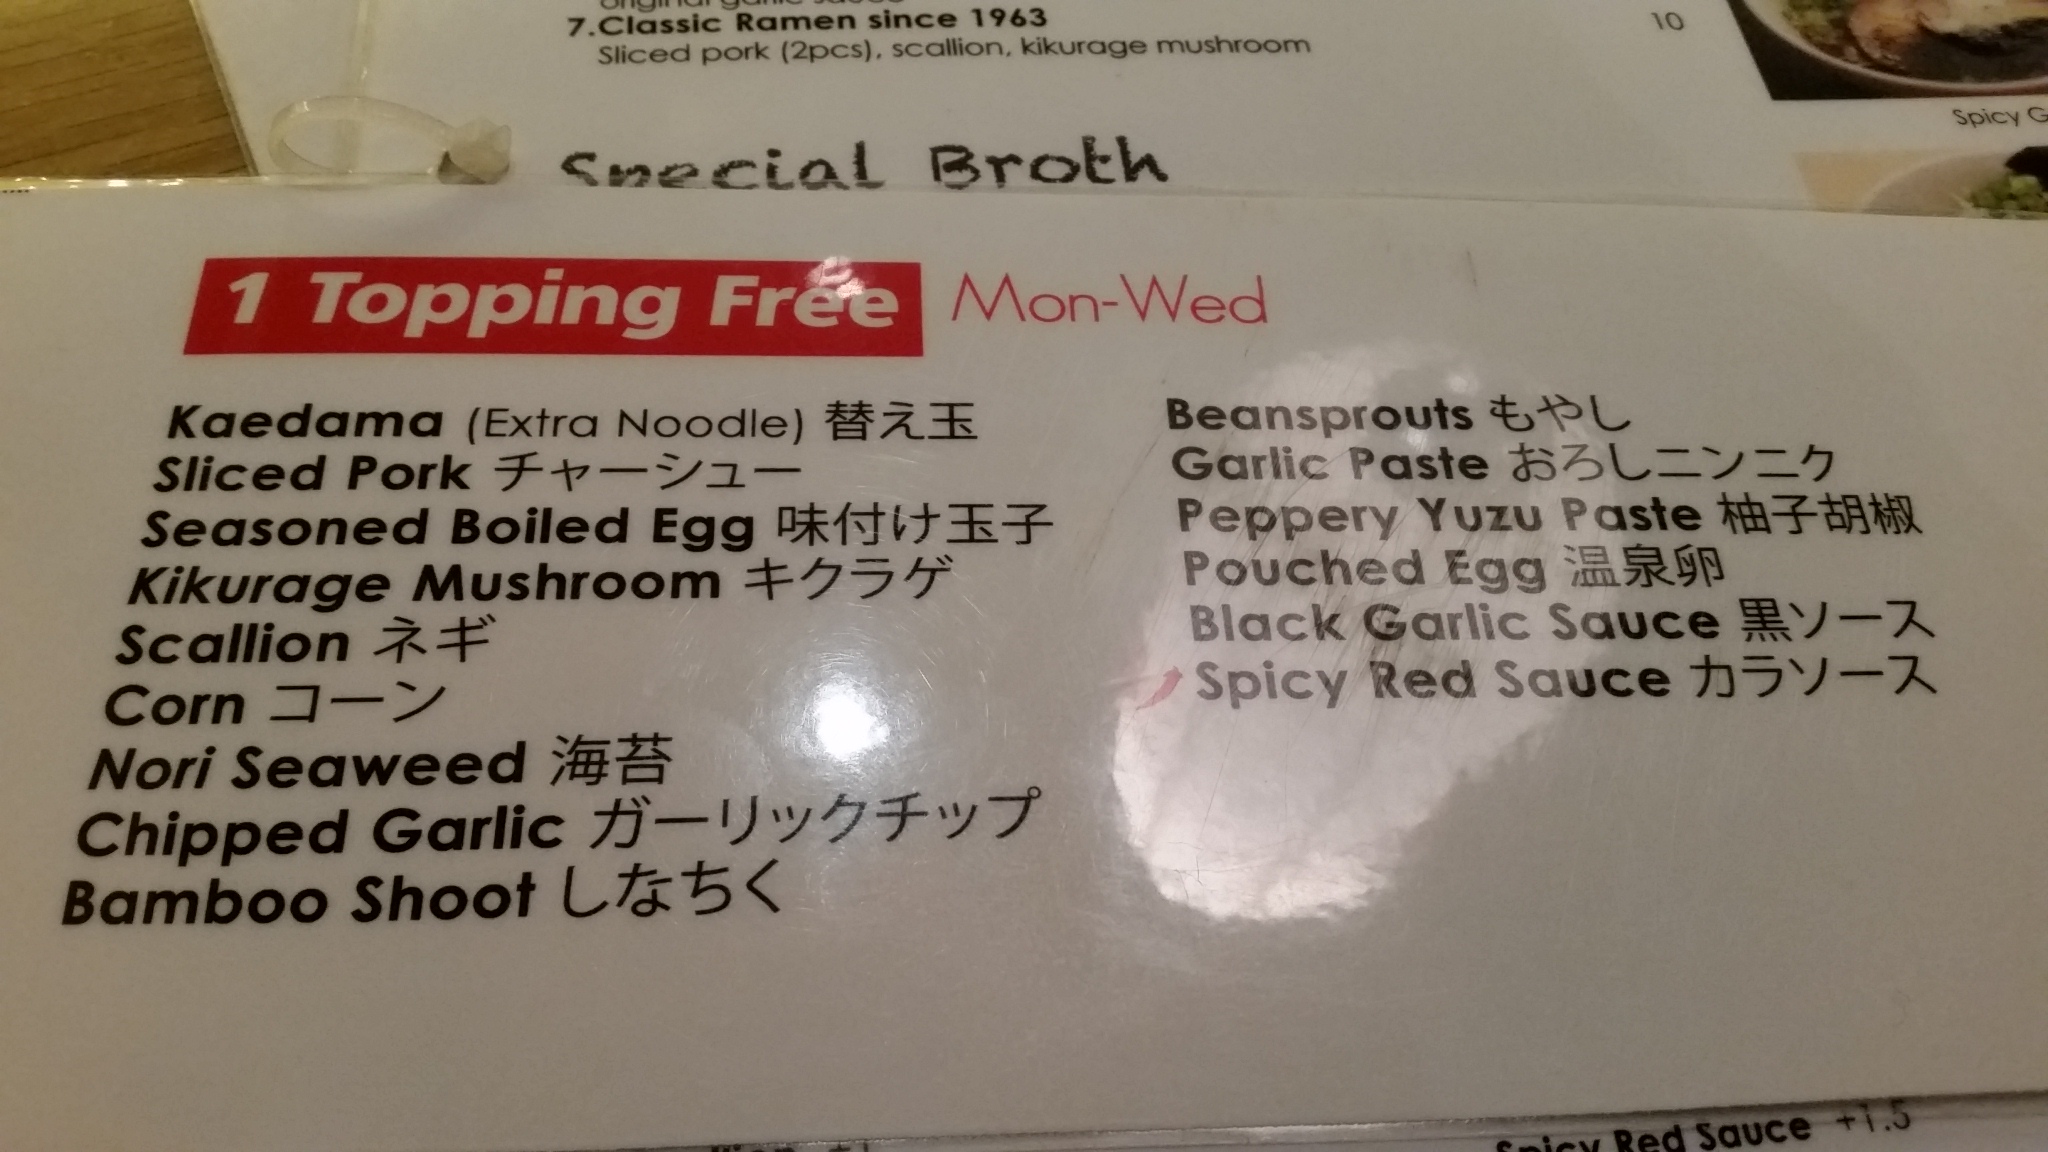 original garlic sauce
7.Classic Ramen since 1963
10
Sliced pork (2pcs), scallion, kikurage mushroom
Spicy
Special Broth
1 Topping Free Mon-Wed
Kaedama (Extra Noodle) 替え玉
Sliced Pork チャーシュー
Seasoned Boiled Egg 味付け玉子
Kikurage Mushroom キクラゲ
Scallion ネギ
Corn コーン
Nori Seaweed 海苔
Chipped Garlic ガーリックチップ
Bamboo Shoot しなちく
Beansprouts もやし
Garlic Paste おろしニンニク
Peppery Yuzu Paste 柚子胡椒
Pouched Egg 温泉卵
Black Garlic Sauce 黒ソース
Spicy Red Sauce カラソース
Spicy Red Sauce +1.5